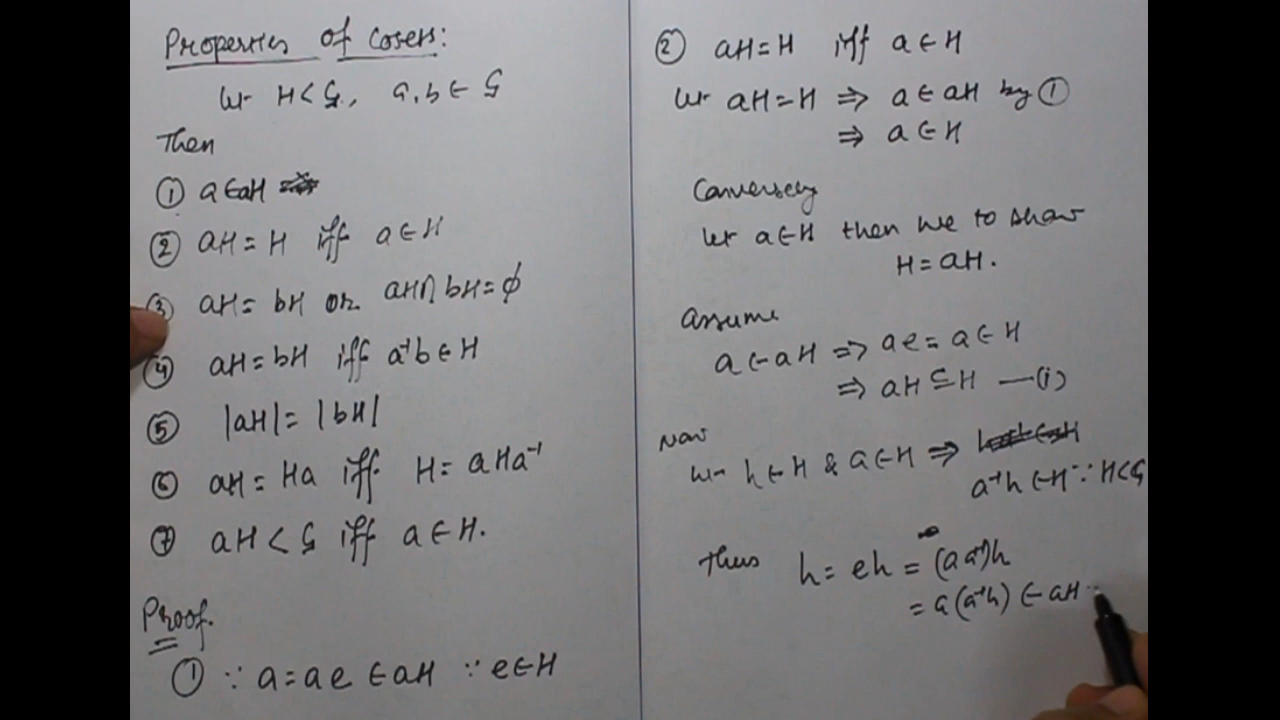 Properties of Cosets:
let H < G, a, b ∈ G
Then
① a ∈ aH
② aH = H iff a ∈ H
③ aH = bH or aH ∩ bH = ϕ
④ aH = bH iff a⁻¹b ∈ H
⑤ |aH| = |bH|
⑥ aH = Ha iff H = aHa⁻¹
⑦ aH < G iff a ∈ H.
Proof.
① ∵ a = ae ∈ aH ∵ e ∈ H
② aH = H iff a ∈ H
let aH = H ⇒ a ∈ aH by ①
⇒ a ∈ H
Conversely
let a ∈ H then we to show
H = aH.
Assume
a ∈ aH ⇒ ae = a ∈ H
⇒ aH ⊆ H —(i)
Now
let h ∈ H & a ∈ H ⇒
a⁻¹h ∈ H ∵ H < G
Thus h = eh = (aa⁻¹)h
= a(a⁻¹h) ∈ aH